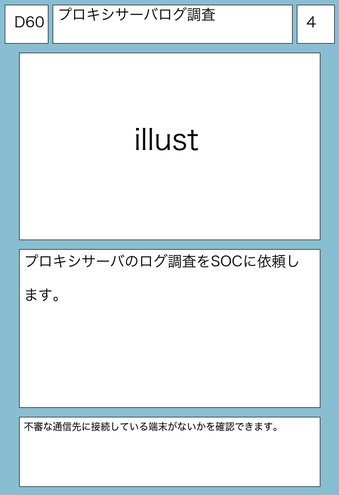 D60
プロキシサーバログ調査
4
illust
プロキシサーバのログ調査をSOCに依頼し
ます。
不審な通信先に接続している端末がないかを確認できます。